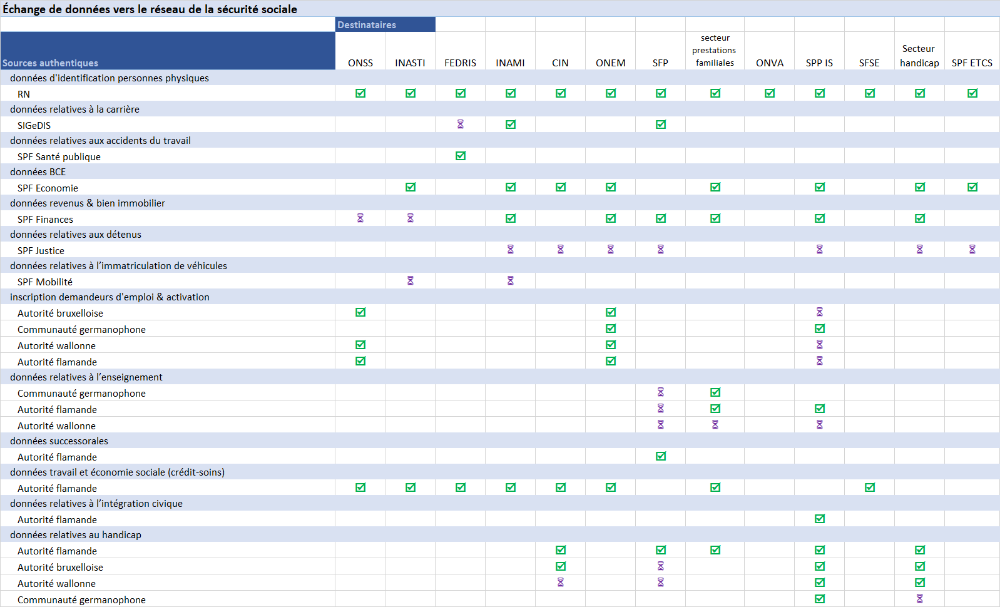 Échange de données vers le réseau de la sécurité sociale
Destinataires
Sources authentiques ONSS INASTI FEDRIS INAMI CIN ONEM SFP secteur prestations familiales ONVA SPP IS SFSE Secteur handicap SPF ETCS
données d'identification personnes physiques
RN
données relatives à la carrière
SIGeDIS
données relatives aux accidents du travail
SPF Santé publique
données BCE
SPF Economie
données revenus & bien immobilier
SPF Finances
données relatives aux détenus
SPF Justice
données relatives à l’immatriculation de véhicules
SPF Mobilité
inscription demandeurs d'emploi & activation
Autorité bruxelloise
Communauté germanophone
Autorité wallonne
Autorité flamande
données relatives à l’enseignement
Communauté germanophone
Autorité flamande
Autorité wallonne
données successorales
Autorité flamande
données travail et économie sociale (crédit-soins)
Autorité flamande
données relatives à l’intégration civique
Autorité flamande
données relatives au handicap
Autorité flamande
Autorité bruxelloise
Autorité wallonne
Communauté germanophone